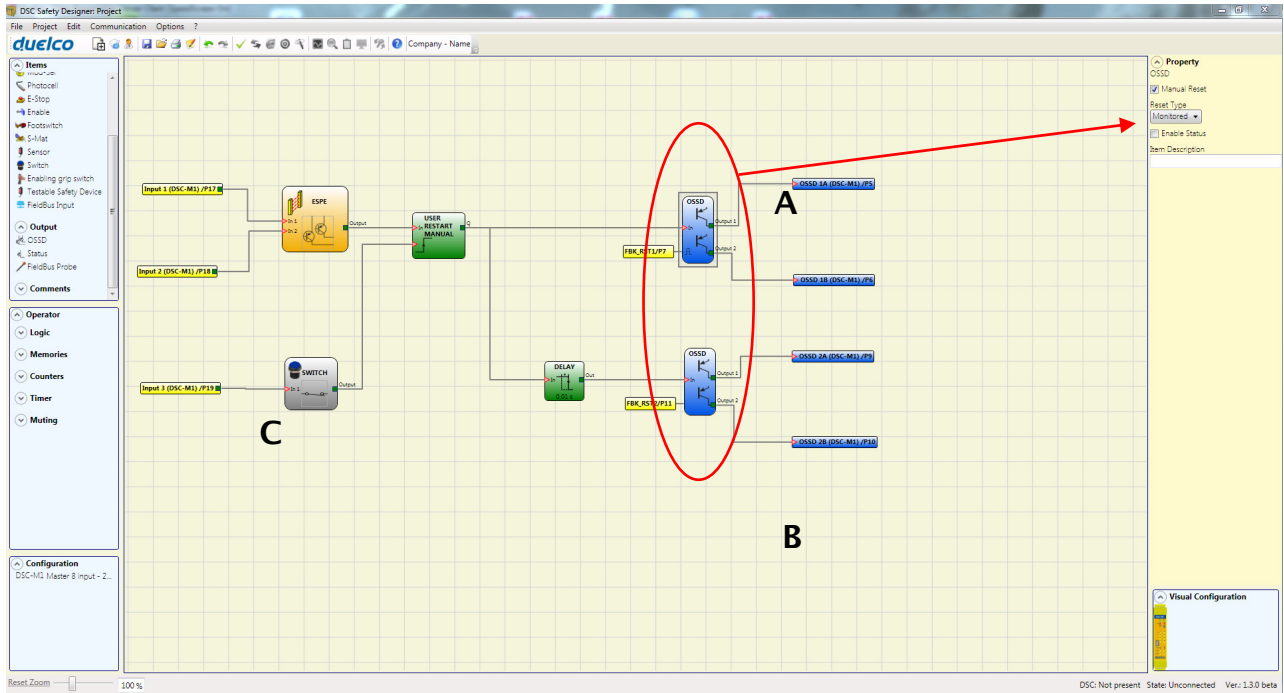 DSC Safety Designer: Project
File Project Edit Communication Options ?
duelco
Company - Name
Items
Photocell
E-Stop
Enable
Footswitch
S-Mat
Sensor
Switch
Enabling grip switch
Testable Safety Device
FieldBus Input
Output
OSSD
Status
FieldBus Probe
Comments
Operator
Logic
Memories
Counters
Timer
Muting
Configuration
DSC-M1 Master 8 input - 2...
Reset Zoom
100 %
Input 1 (DSC-M1) /P17
Input 2 (DSC-M1) /P18
Input 3 (DSC-M1) /P19
ESPE
In 1
In 2
Output
SWITCH
In 1
Output
C
USER
RESTART
MANUAL
In
Q
DELAY
In
Out
0.01 s
OSSD
In
Output 1
Output 2
FBK_RST1/P7
OSSD
In
Output 1
Output 2
FBK_RST2/P11
OSSD 1A (DSC-M1) /P5
A
OSSD 1B (DSC-M1) /P6
OSSD 2A (DSC-M1) /P9
OSSD 2B (DSC-M1) /P10
B
Property
OSSD
Manual Reset
Reset Type
Monitored
Enable Status
Item Description
Visual Configuration
DSC: Not present State: Unconnected Ver.: 1.3.0 beta